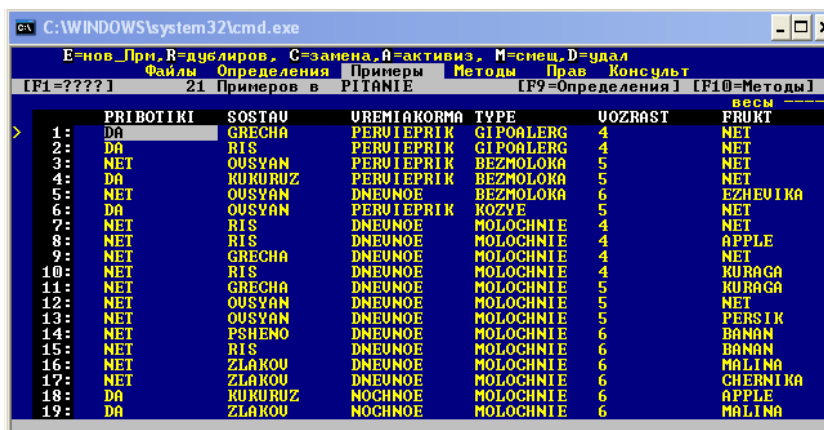 C:\WINDOWS\system32\cmd.exe
E=нов_Прм,R=дублиров, C=замена,A=активиз, M=смещ,D=удал
Файлы Определения Примеры Методы Прав Консульт
[F1=????] 21 Примеров в PITANIE [F9=Определения] [F10=Методы]
весы ----
PRIBOTIKI SOSTAV VREMIAKORMA TYPE VOZRAST FRUKT
> 1: DA GRECHA PERVIEPRIK GIPOALERG 4 NET
2: DA RIS PERVIEPRIK GIPOALERG 4 NET
3: NET OVSYAN PERVIEPRIK BEZMOLOKA 5 NET
4: DA KUKURUZ PERVIEPRIK BEZMOLOKA 5 NET
5: NET OVSYAN DNEVNOE BEZMOLOKA 6 EZHEVIKA
6: DA OVSYAN PERVIEPRIK KOZYE 5 NET
7: NET RIS DNEVNOE MOLOCHNIE 4 NET
8: NET RIS DNEVNOE MOLOCHNIE 4 APPLE
9: NET GRECHA DNEVNOE MOLOCHNIE 4 NET
10: NET RIS DNEVNOE MOLOCHNIE 4 KURAGA
11: NET GRECHA DNEVNOE MOLOCHNIE 5 KURAGA
12: NET OVSYAN DNEVNOE MOLOCHNIE 5 NET
13: NET OVSYAN DNEVNOE MOLOCHNIE 5 PERSIK
14: NET PSHENO DNEVNOE MOLOCHNIE 6 BANAN
15: NET RIS DNEVNOE MOLOCHNIE 6 BANAN
16: NET ZLAKOV DNEVNOE MOLOCHNIE 6 MALINA
17: NET ZLAKOV DNEVNOE MOLOCHNIE 6 CHERNIKA
18: DA KUKURUZ NOCHNOE MOLOCHNIE 6 APPLE
19: DA ZLAKOV NOCHNOE MOLOCHNIE 6 MALINA